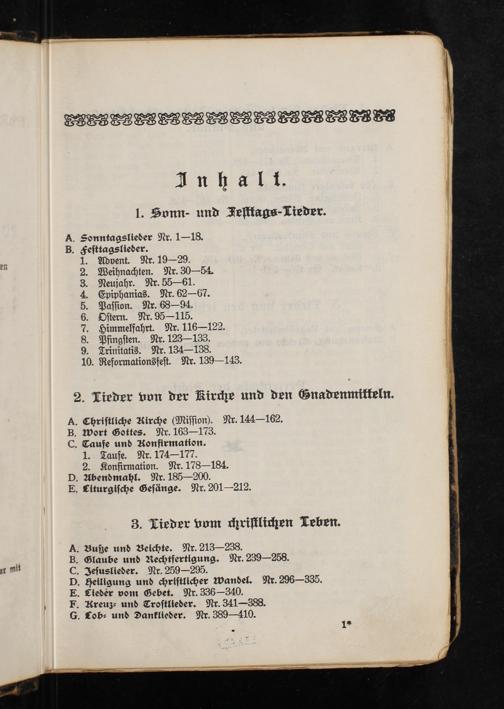 Inhalt.
1. Sonn- und Festtags-Lieder.
A. Sonntagslieder Nr. 1—18.
B. Festtagslieder.
1. Advent. Nr. 19—29.
2. Weihnachten. Nr. 30—54.
3. Neujahr. Nr. 55—61.
4. Epiphanias. Nr. 62—67.
5. Passion. Nr. 68—94.
6. Ostern. Nr. 95—115.
7. Himmelfahrt. Nr. 116—122.
8. Pfingsten. Nr. 123—133.
9. Trinitatis. Nr. 134—138.
10. Reformationsfest. Nr. 139—143.
2. Lieder von der Kirche und den Gnadenmitteln.
A. Christliche Kirche (Mission). Nr. 144—162.
B. Wort Gottes. Nr. 163—173.
C. Taufe und Konfirmation.
1. Taufe. Nr. 174—177.
2. Konfirmation. Nr. 178—184.
D. Abendmahl. Nr. 185—200.
E. Liturgische Gesänge. Nr. 201—212.
3. Lieder vom christlichen Leben.
A. Buße und Beichte. Nr. 213—238.
B. Glaube und Rechtfertigung. Nr. 239—258.
C. Jesuslieder. Nr. 259—295.
D. Heiligung und christlicher Wandel. Nr. 296—335.
E. Lieder vom Gebet. Nr. 336—340.
F. Kreuz- und Trostlieder. Nr. 341—388.
G. Lob- und Danklieder. Nr. 389—410.
1*